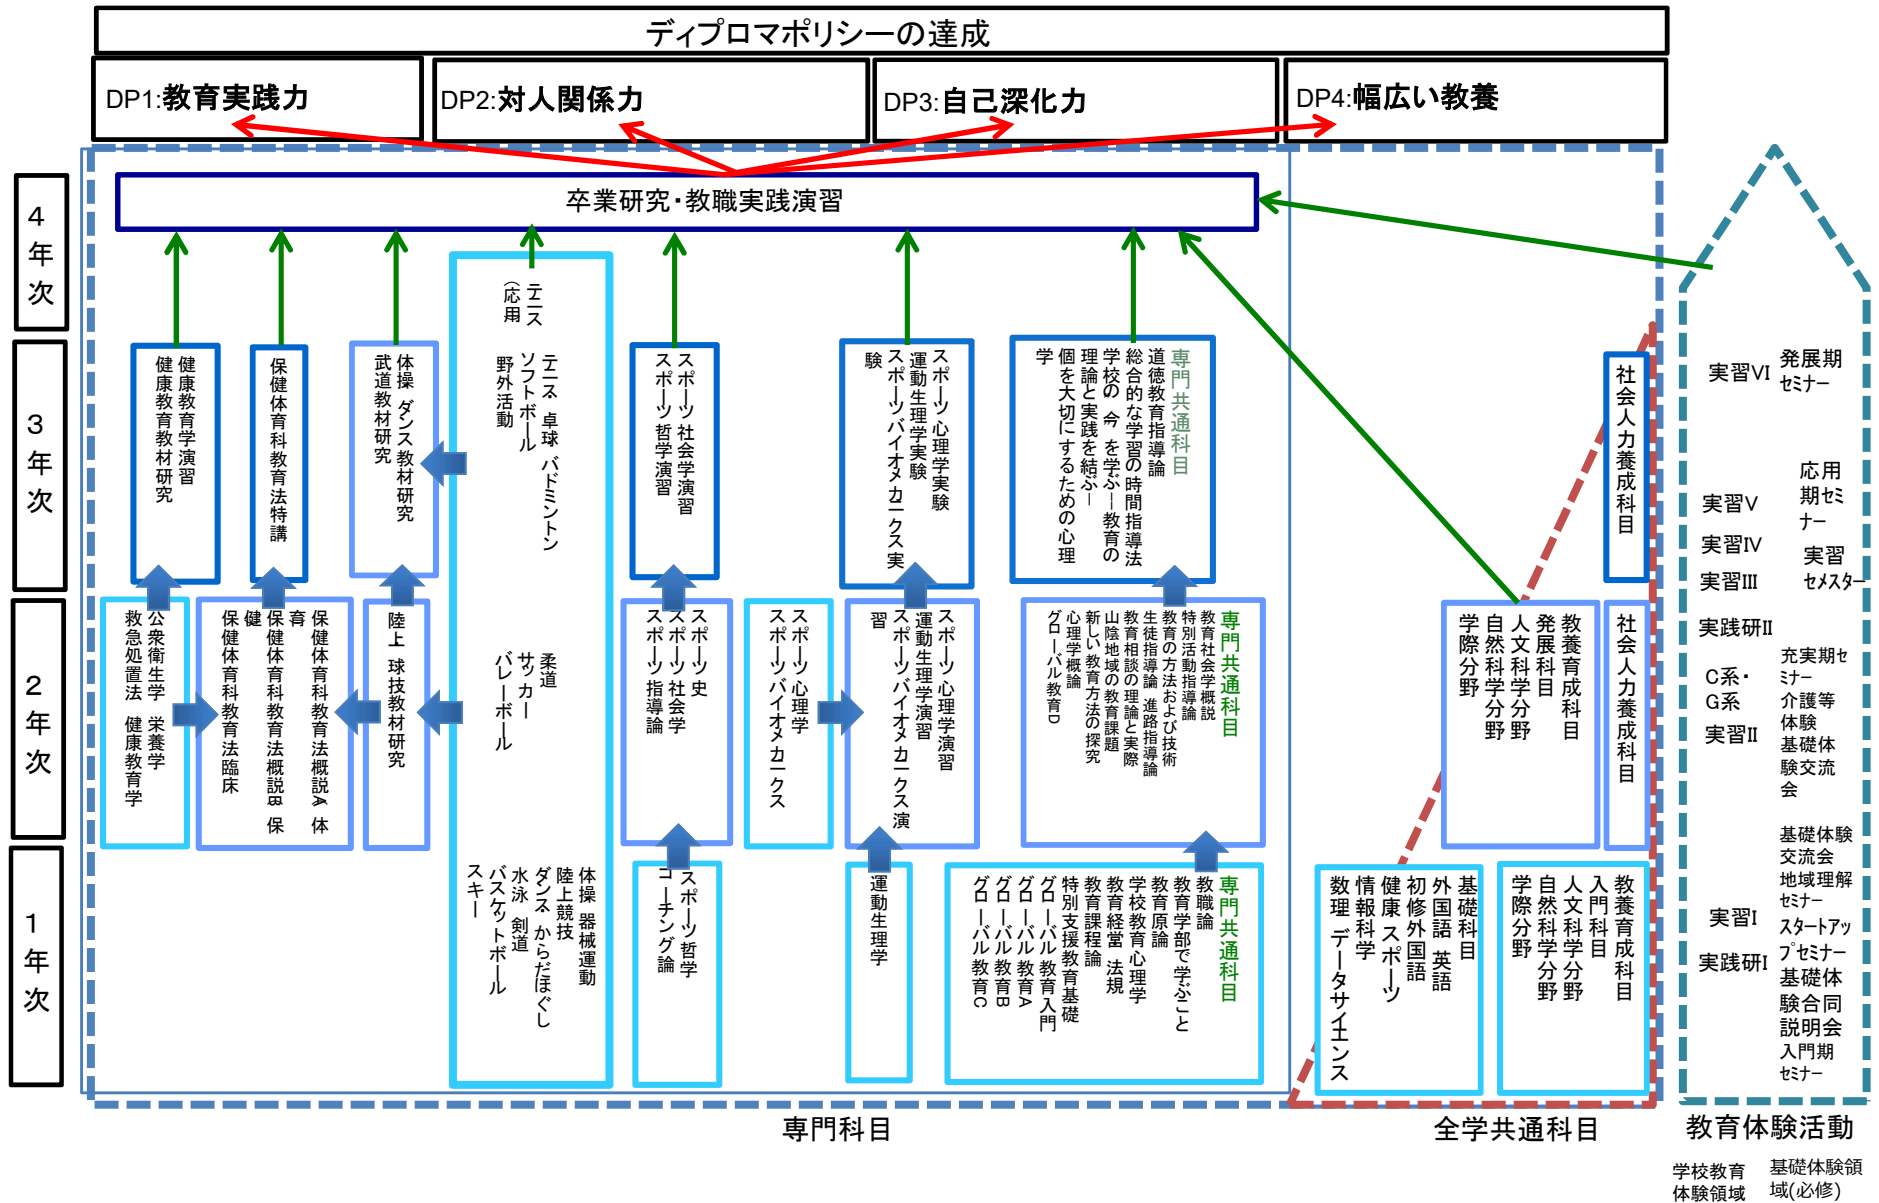 ディプロマポリシーの達成
DP1:教育実践力
DP2:対人関係力
DP3:自己深化力
DP4:幅広い教養
4年次
卒業研究・教職実践演習
テニス
(応用
3年次
健康教育学演習
健康教育教材研究
保健体育科教育法特講
体操 ダンス 教材研究
武道教材研究
テニス 卓球 バドミントン
ソフトボール
野外活動
スポーツ社会学演習
スポーツ哲学演習
スポーツ心理学実験
運動生理学実験
スポーツバイオメカニクス実
験
専門共通科目
道徳教育指導論
総合的な学習の時間指導法
学校の 今 を学ぶ―教育の
理論と実践を結ぶ―
個を大切にするための心理
学
社会人力養成科目
2年次
公衆衛生学 栄養学
救急処置法 健康教育学
保健体育科教育法概説A 体
育
保健体育科教育法概説B 保
健
保健体育科教育法臨床
陸上 球技教材研究
柔道
サッカー
バレーボール
スポーツ史
スポーツ社会学
スポーツ指導論
スポーツ心理学
スポーツバイオメカニクス
スポーツ心理学演習
運動生理学演習
スポーツバイオメカニクス演
習
専門共通科目
教育社会学概説
特別活動指導論
教育の方法および技術
生徒指導論 進路指導論
教育相談の理論と実際
山陰地域の教育課題
新しい教育方法の探究
心理学概論
グローバル教育D
教養育成科目
発展科目
人文科学分野
自然科学分野
学際分野
社会人力養成科目
1年次
体操 器械運動
陸上競技
ダンス からだほぐし
水泳 剣道
バスケットボール
スキー
スポーツ哲学
コーチング論
運動生理学
専門共通科目
教職論
教育学部で学ぶこと
教育原論
学校教育心理学
教育経営 法規
教育課程論
特別支援教育基礎
グローバル教育入門
グローバル教育A
グローバル教育B
グローバル教育C
基礎科目
外国語 英語
初修外国語
健康 スポーツ
情報科学
数理 データサイエンス
教養育成科目
入門科目
人文科学分野
自然科学分野
学際分野
専門科目
全学共通科目
実習VI
発展期
セミナー
実習V
応用
期セミ
ナー
実習IV
実習III
実習
セメスター
実践研II
C系・
G系
実習II
充実期セ
ミナー
介護等
体験
基礎体
験交流
会
実習I
実践研I
基礎体験
交流会
地域理解
セミナー
スタートアッ
プセミナー
基礎体
験合同
説明会
入門期
セミナー
教育体験活動
学校教育
体験領域
基礎体験領
域(必修)